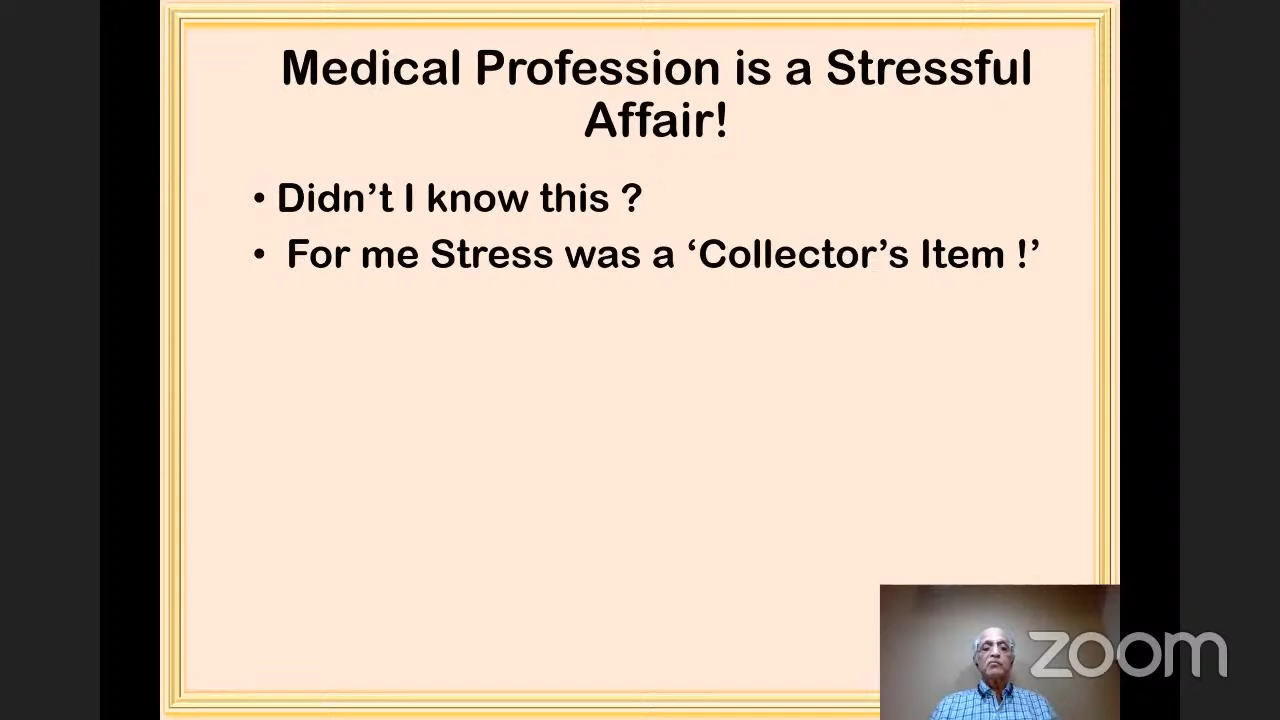 Medical Profession is a Stressful
Affair!
• Didn’t I know this ?
• For me Stress was a ‘Collector’s Item !’
zoom